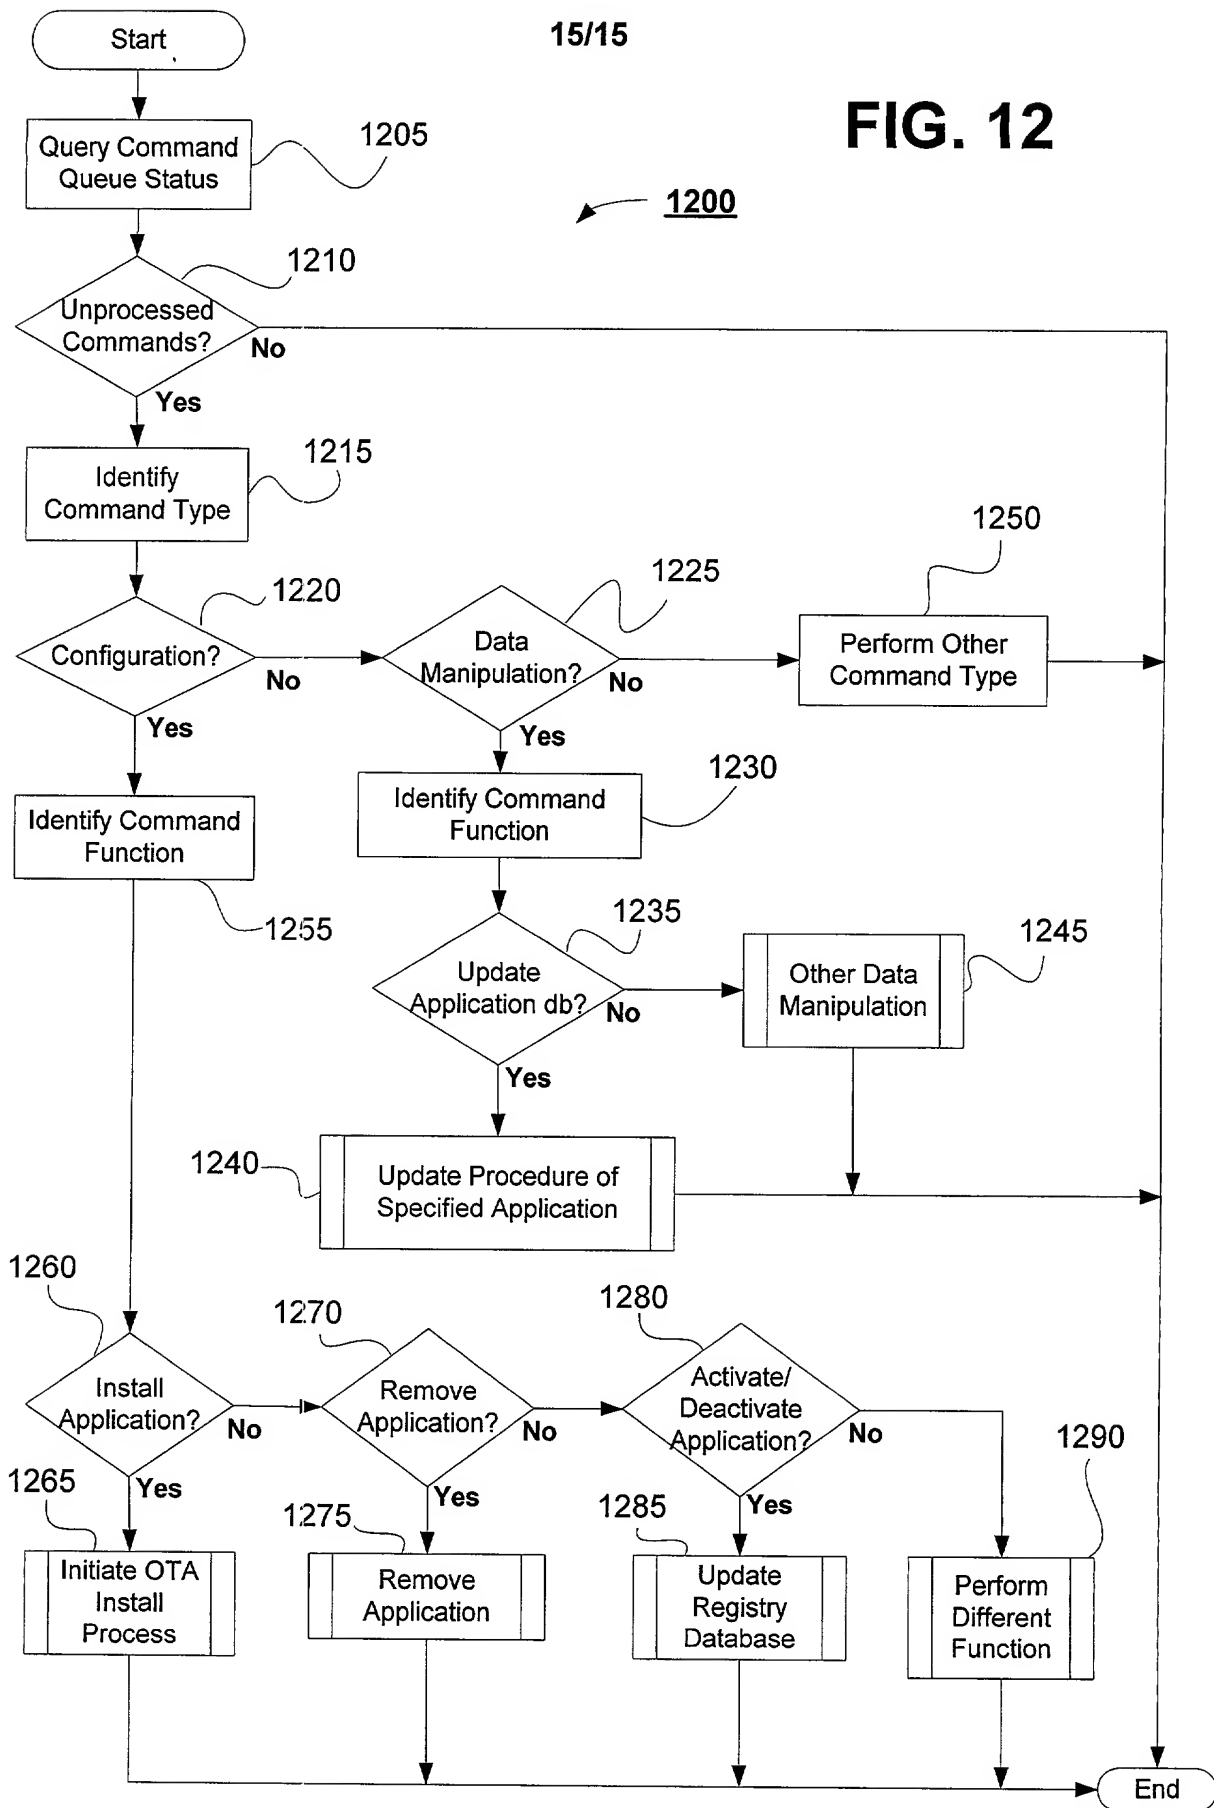 Start
15/15
FIG. 12
Query Command
Queue Status
1205
1200
1210
Unprocessed
Commands?
No
Yes
1215
Identify
Command Type
1250
1220
1225
Configuration?
No
Yes
Data
Manipulation?
No
Yes
Perform Other
Command Type
1230
Identify Command
Function
1255
Identify Command
Function
1235
1245
Update
Application db?
No
Yes
Other Data
Manipulation
1240
Update Procedure of
Specified Application
1260
1270
1280
Install
Application?
No
Yes
Remove
Application?
No
Yes
Activate/
Deactivate
Application?
No
Yes
1290
1265
1275
1285
Initiate OTA
Install
Process
Remove
Application
Update
Registry
Database
Perform
Different
Function
End